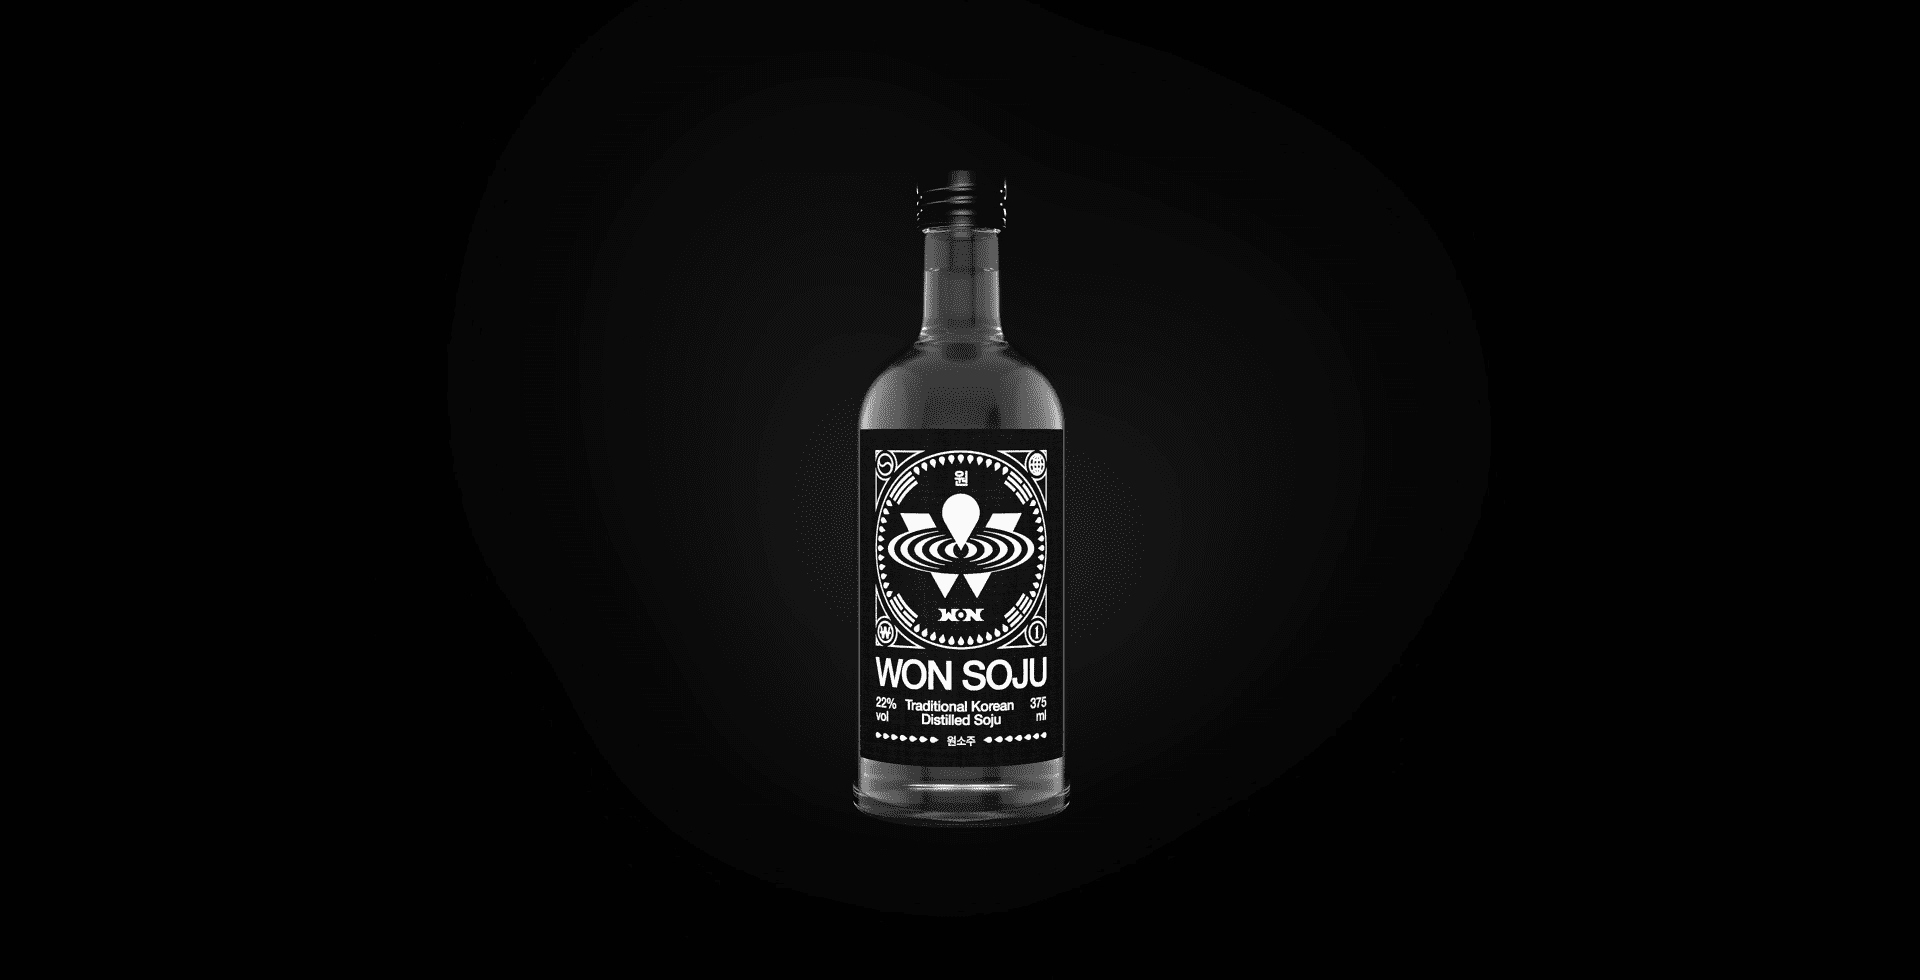 원
WON
WON SOJU
22% vol
Traditional Korean
Distilled Soju
375 ml
원소주